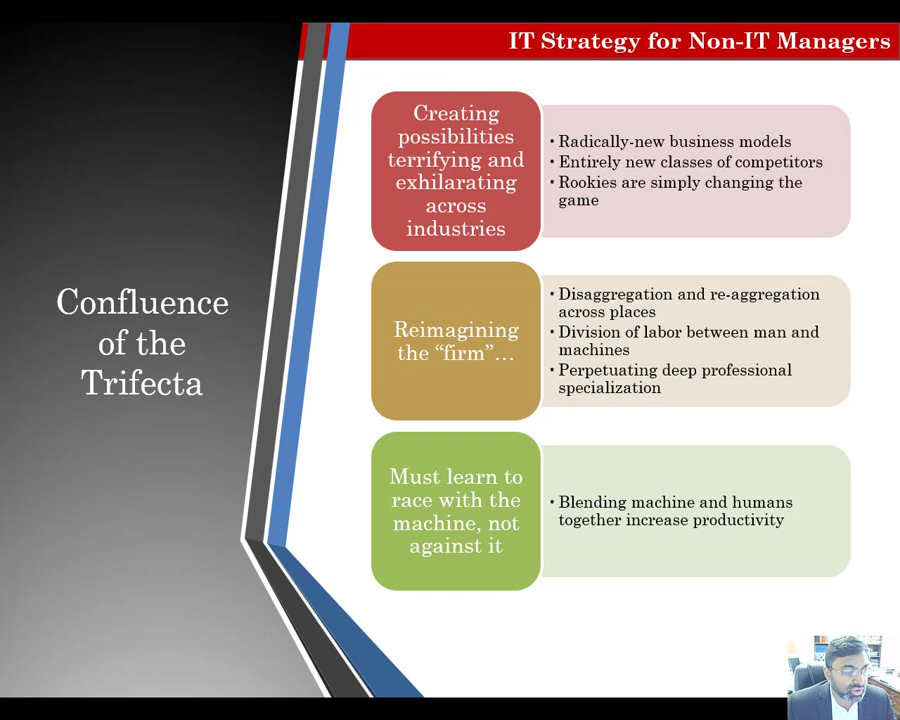 IT Strategy for Non-IT Managers
Confluence
of the
Trifecta
Creating
possibilities
terrifying and
exhilarating
across
industries
• Radically-new business models
• Entirely new classes of competitors
• Rookies are simply changing the
game
Reimagining
the “firm”…
• Disaggregation and re-aggregation
across places
• Division of labor between man and
machines
• Perpetuating deep professional
specialization
Must learn to
race with the
machine, not
against it
• Blending machine and humans
together increase productivity